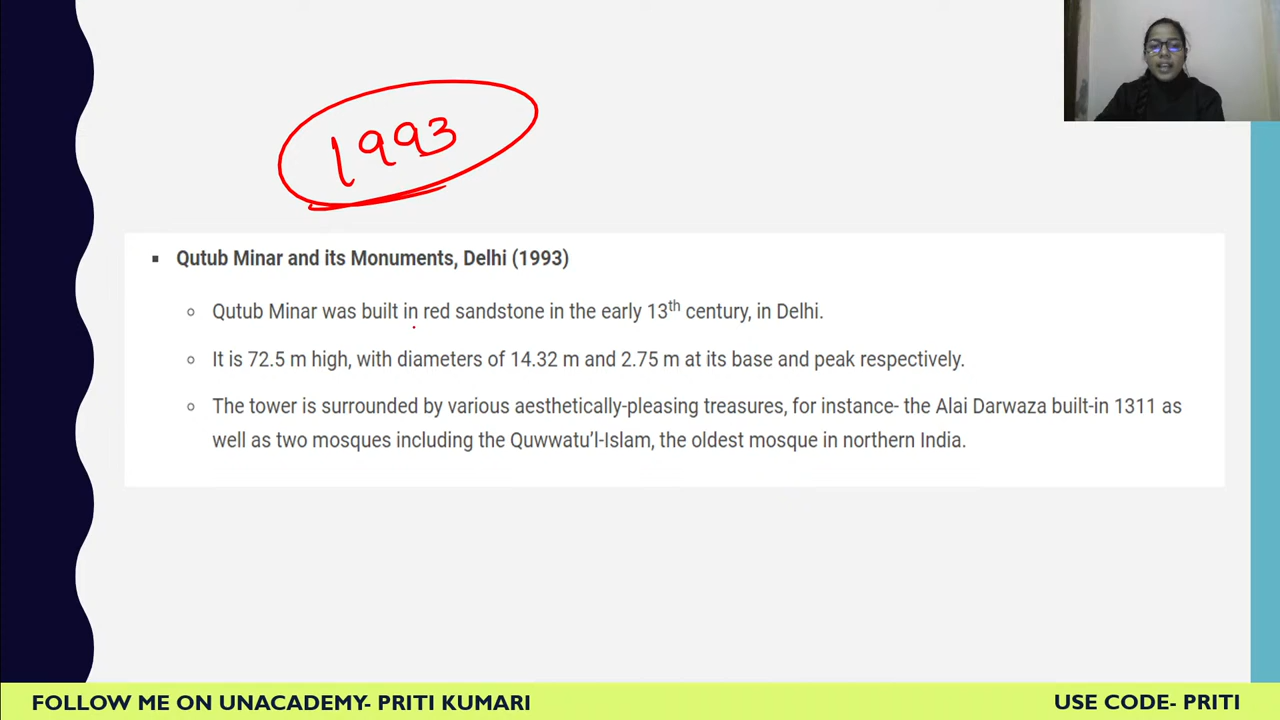 1993
Qutub Minar and its Monuments, Delhi (1993)
Qutub Minar was built in red sandstone in the early 13th century, in Delhi.
It is 72.5 m high, with diameters of 14.32 m and 2.75 m at its base and peak respectively.
The tower is surrounded by various aesthetically-pleasing treasures, for instance- the Alai Darwaza built-in 1311 as
well as two mosques including the Quwwatu’l-Islam, the oldest mosque in northern India.
FOLLOW ME ON UNACADEMY- PRITI KUMARI
USE CODE- PRITI